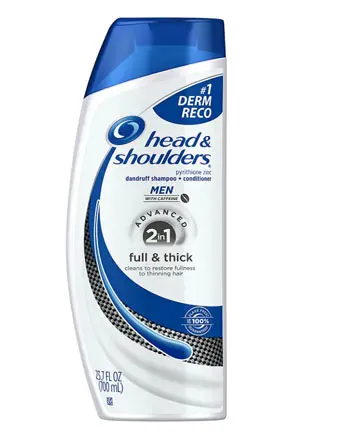 #1
DERM
RECO
head &
shoulders®
pyrithione zinc
dandruff shampoo + conditioner
MEN
WITH CAFFEINE
ADVANCED
2in1
full & thick
cleans to restore fullness
to thinning hair
100%
23.7 FL OZ
(700 mL)